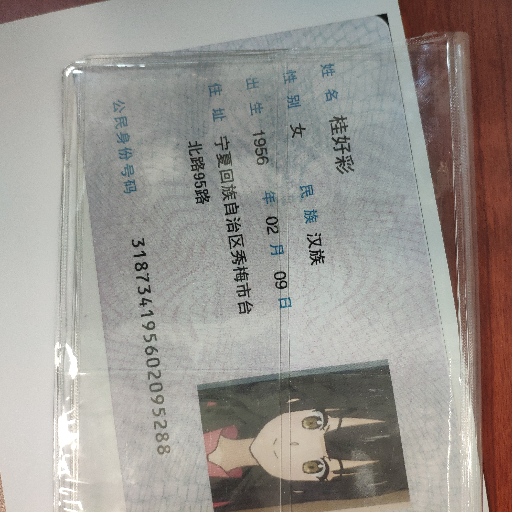 姓名 桂好彩
性别 女 民族 汉族
出生 1956 年 02 月 09 日
住址 宁夏回族自治区秀梅市台
北路95路
公民身份号码 318734195602095288